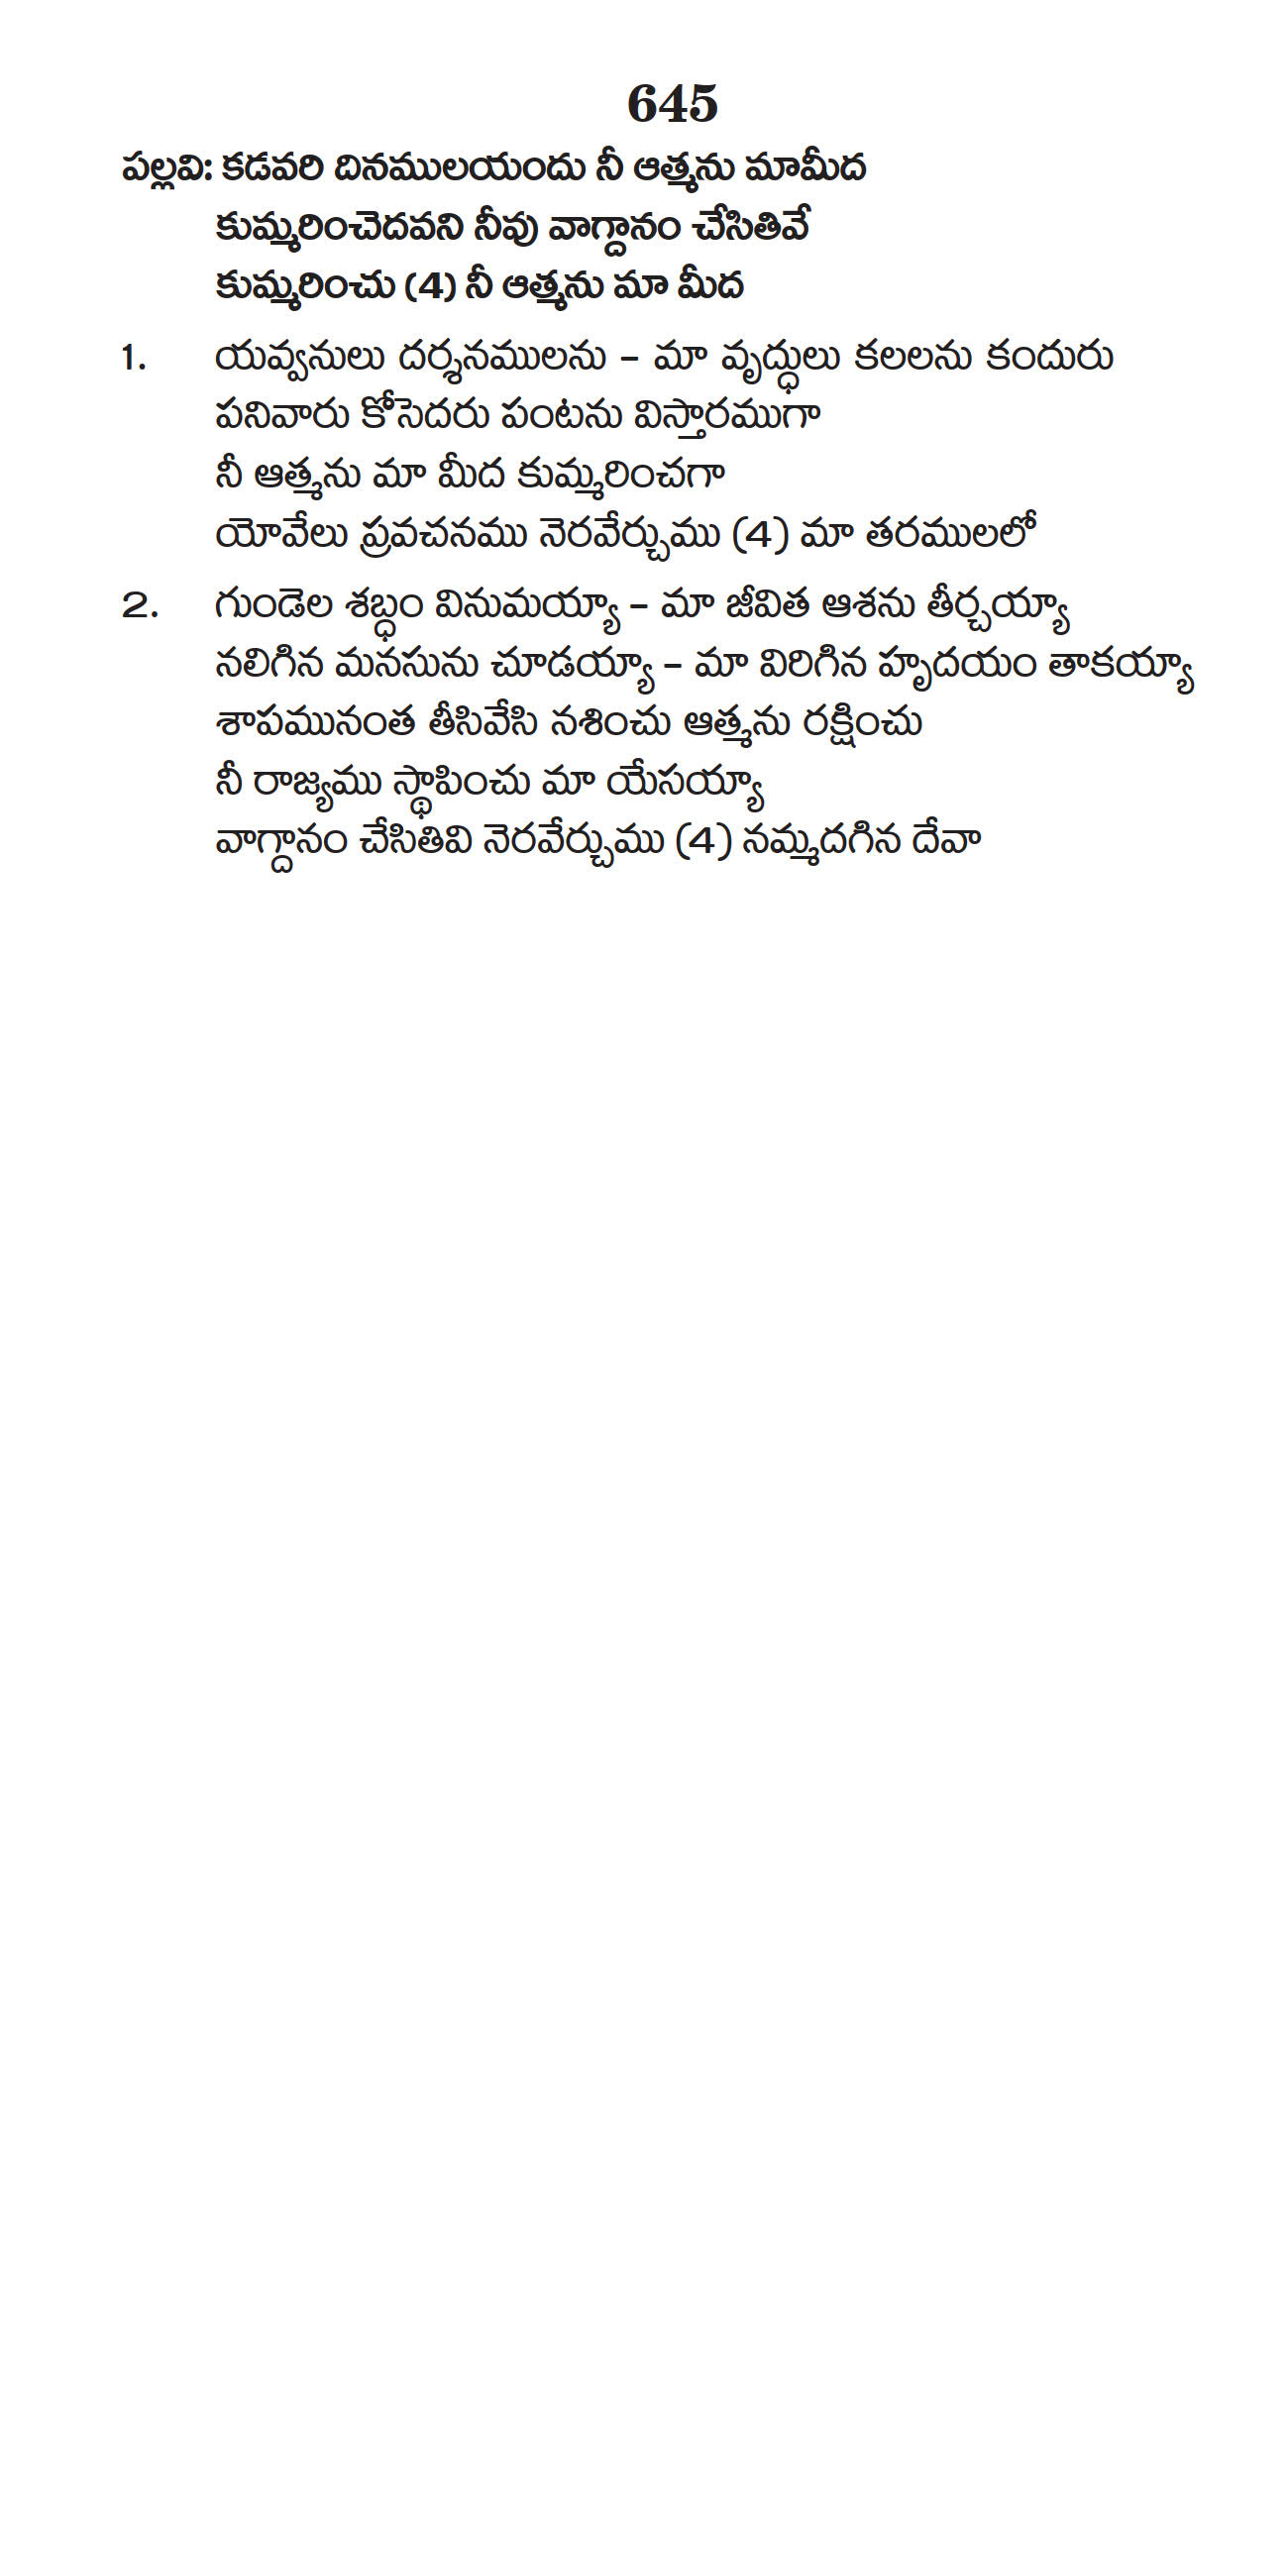 645
పల్లవి: కడవరి దినములయందు నీ ఆత్మను మామీద
కుమ్మరించెదవని నీవు వాగ్దానం చేసితివే
కుమ్మరించు (4) నీ ఆత్మను మా మీద
1. యవ్వనులు దర్శనములను – మా వృద్ధులు కలలను కందురు
పనివారు కోసెదరు పంటను విస్తారముగా
నీ ఆత్మను మా మీద కుమ్మరించగా
యోవేలు ప్రవచనము నెరవేర్చుము (4) మా తరములలో
2. గుండెల శబ్ధం వినుమయ్యా – మా జీవిత ఆశను తీర్చయ్యా
నలిగిన మనసును చూడయ్యా – మా విరిగిన హృదయం తాకయ్యా
శాపమునంత తీసివేసి నశించు ఆత్మను రక్షించు
నీ రాజ్యము స్థాపించు మా యేసయ్యా
వాగ్దానం చేసితివి నెరవేర్చుము (4) నమ్మదగిన దేవా